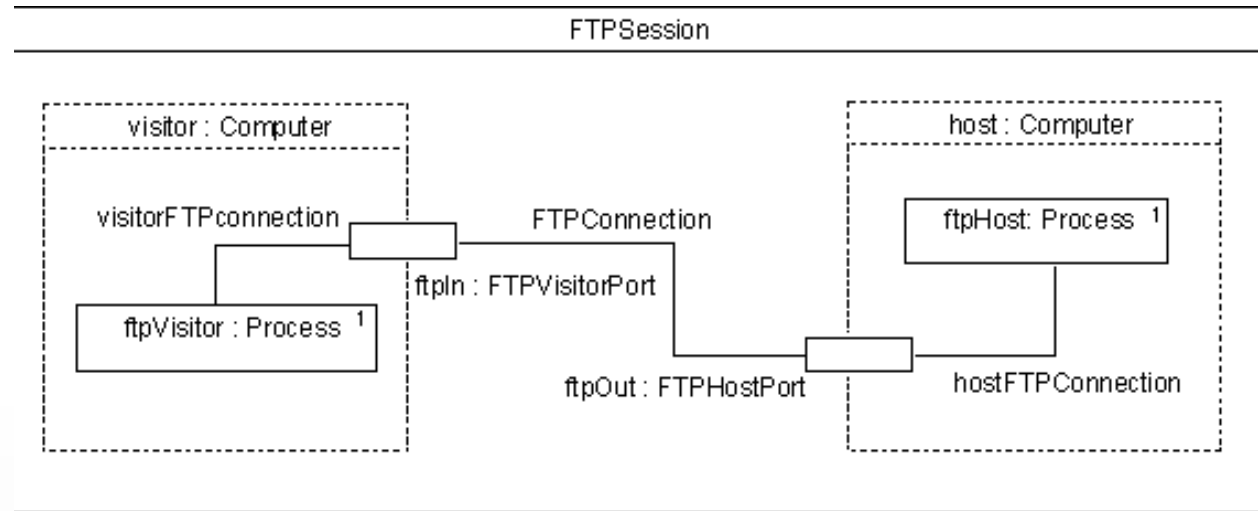 FTPSession
visitor : Computer
host : Computer
visitorFTPconnection
FTPConnection
ftpHost: Process 1
ftpIn : FTPVisitorPort
ftpVisitor : Process 1
ftpOut : FTPHostPort
hostFTPConnection